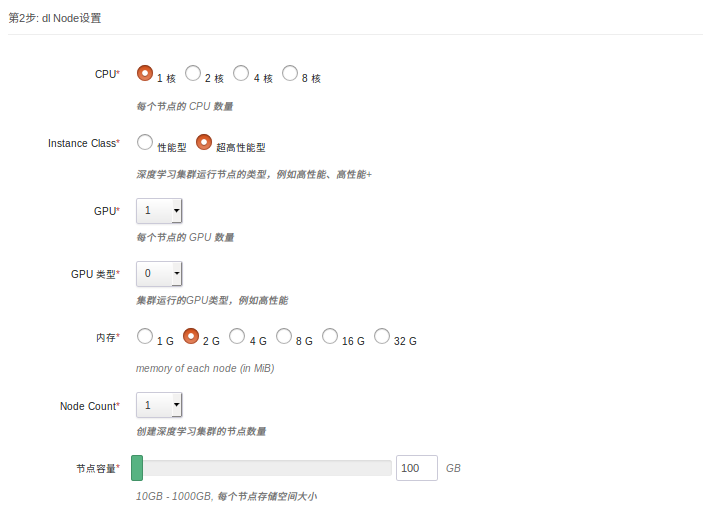 第2步: dl Node设置
CPU* 1 核 2 核 4 核 8 核
每个节点的 CPU 数量
Instance Class* 性能型 超高性能型
深度学习集群运行节点的类型，例如高性能、高性能+
GPU* 1
每个节点的 GPU 数量
GPU 类型* 0
集群运行的GPU类型，例如高性能
内存* 1 G 2 G 4 G 8 G 16 G 32 G
memory of each node (in MiB)
Node Count* 1
创建深度学习集群的节点数量
节点容量* 100 GB
10GB - 1000GB, 每个节点存储空间大小